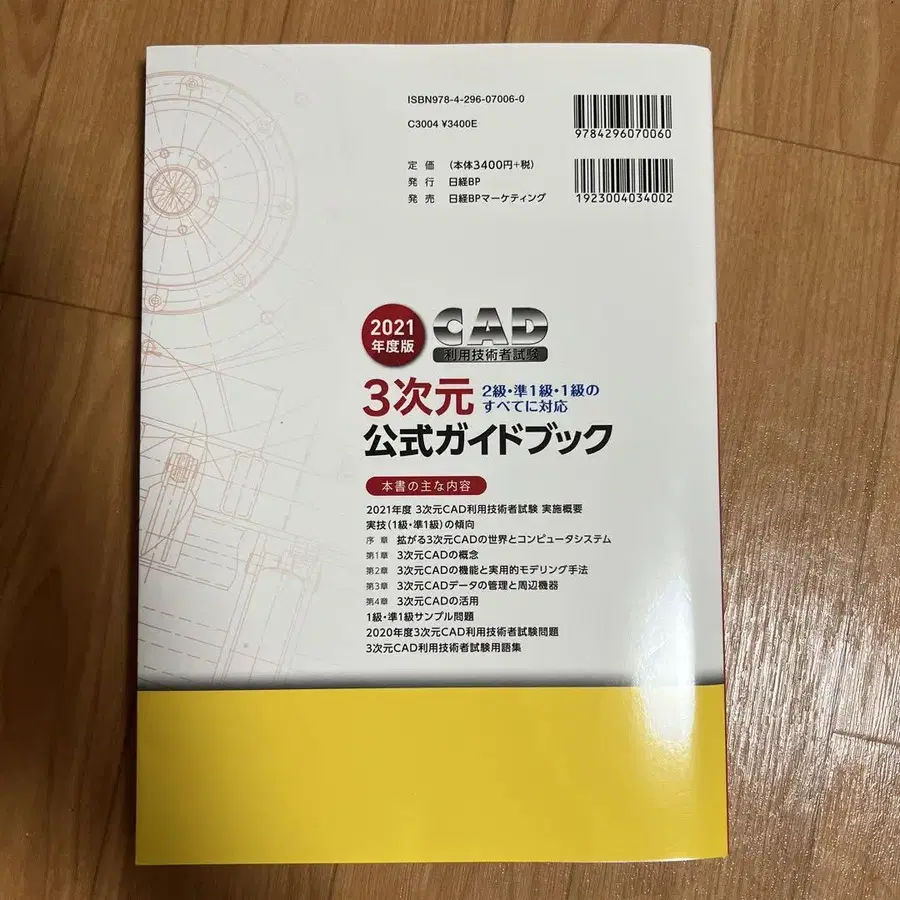 ISBN978-4-296-07006-0
C3004 ¥3400E
9784296070060
定 価 (本体3400円+税)
発 行 日経BP
発 売 日経BPマーケティング
1923004034002
2021
年度版
CAD
利用技術者試験
3次元
2級・準1級・1級の
すべてに対応
公式ガイドブック
本書の主な内容
2021年度 3次元CAD利用技術者試験 実施概要
実技(1級・準1級)の傾向
序 章 拡がる3次元CADの世界とコンピュータシステム
第1章 3次元CADの概念
第2章 3次元CADの機能と実用的モデリング手法
第3章 3次元CADデータの管理と周辺機器
第4章 3次元CADの活用
1級・準1級サンプル問題
2020年度3次元CAD利用技術者試験問題
3次元CAD利用技術者試験用語集